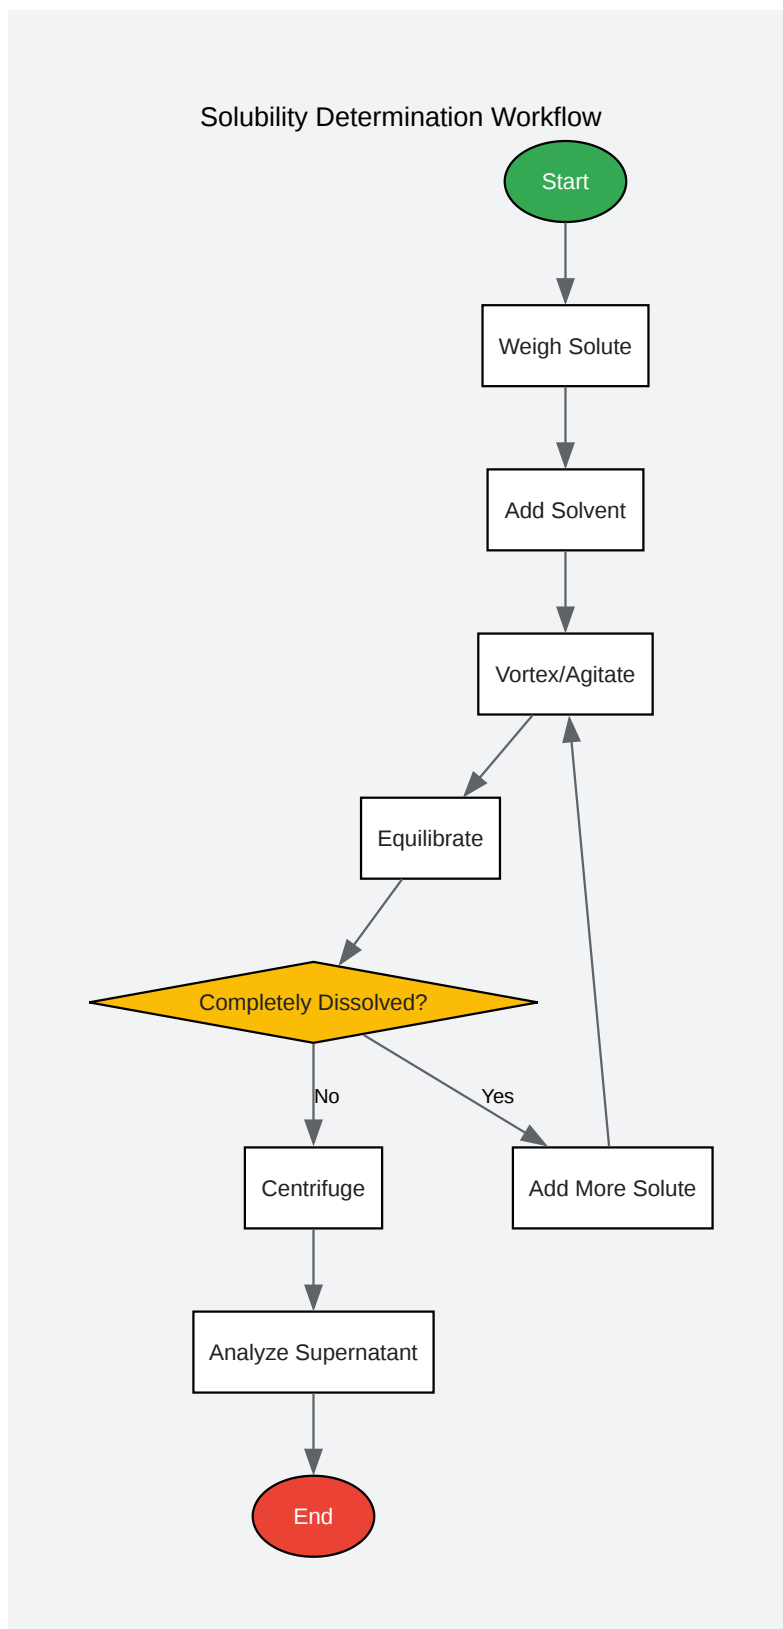 Solubility Determination Workflow
Start
Weigh Solute
Add Solvent
Vortex/Agitate
Equilibrate
Completely Dissolved?
No
Yes
Centrifuge
Add More Solute
Analyze Supernatant
End